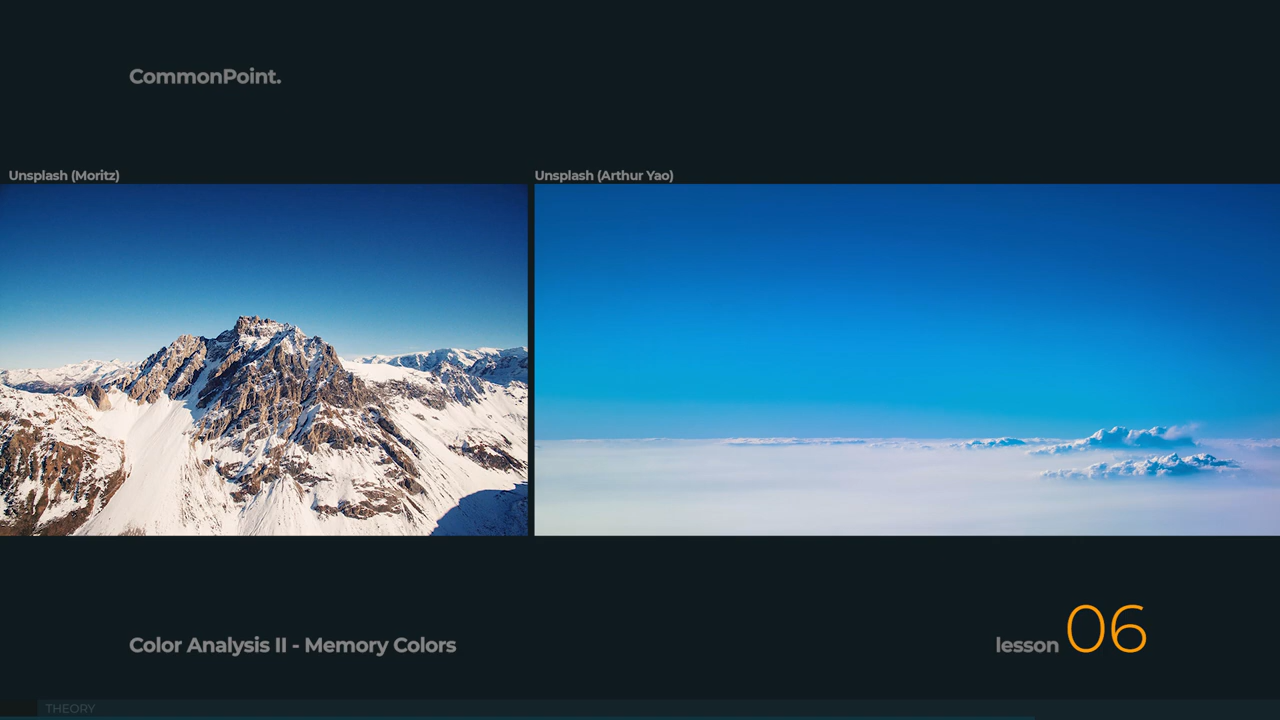 CommonPoint.
Unsplash (Moritz)
Unsplash (Arthur Yao)
Color Analysis II - Memory Colors
lesson 06
THEORY